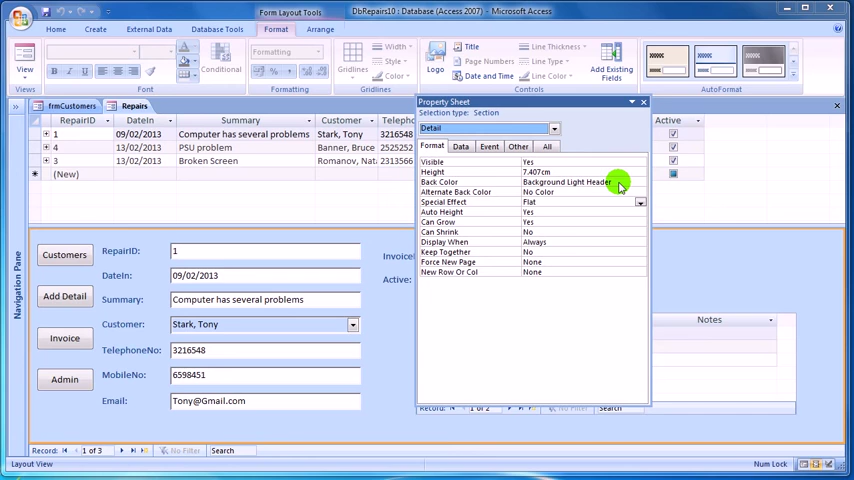 Form Layout Tools
DbRepairs10 : Database (Access 2007) - Microsoft Access
Home
Create
External Data
Database Tools
Format
Arrange
View
Font
Conditional
Formatting
Formatting
Gridlines
Width
Style
Color
Gridlines
Logo
Title
Page Numbers
Date and Time
Line Thickness
Line Type
Line Color
Controls
Add Existing
Fields
AutoFormat
frmCustomers
Repairs
RepairID
DateIn
Summary
Customer
Telepho
Active
1
09/02/2013
Computer has several problems
Stark, Tony
3216548
4
13/02/2013
PSU problem
Banner, Bruce
2525252
3
13/02/2013
Broken Screen
Romanov, Nata
2313566
(New)
Property Sheet
Selection type: Section
Detail
Format
Data
Event
Other
All
Visible
Yes
Height
7.407cm
Back Color
Background Light Header
Alternate Back Color
No Color
Special Effect
Flat
Auto Height
Yes
Can Grow
Yes
Can Shrink
No
Display When
Always
Keep Together
No
Force New Page
None
New Row Or Col
None
Navigation Pane
Customers
Add Detail
Invoice
Admin
RepairID:
1
DateIn:
09/02/2013
Summary:
Computer has several problems
Customer:
Stark, Tony
TelephoneNo:
3216548
MobileNo:
6598451
Email:
Tony@Gmail.com
Invoice
Active:
Notes
Record:
1 of 2
Search
Record:
1 of 3
No Filter
Search
Layout View
Num Lock